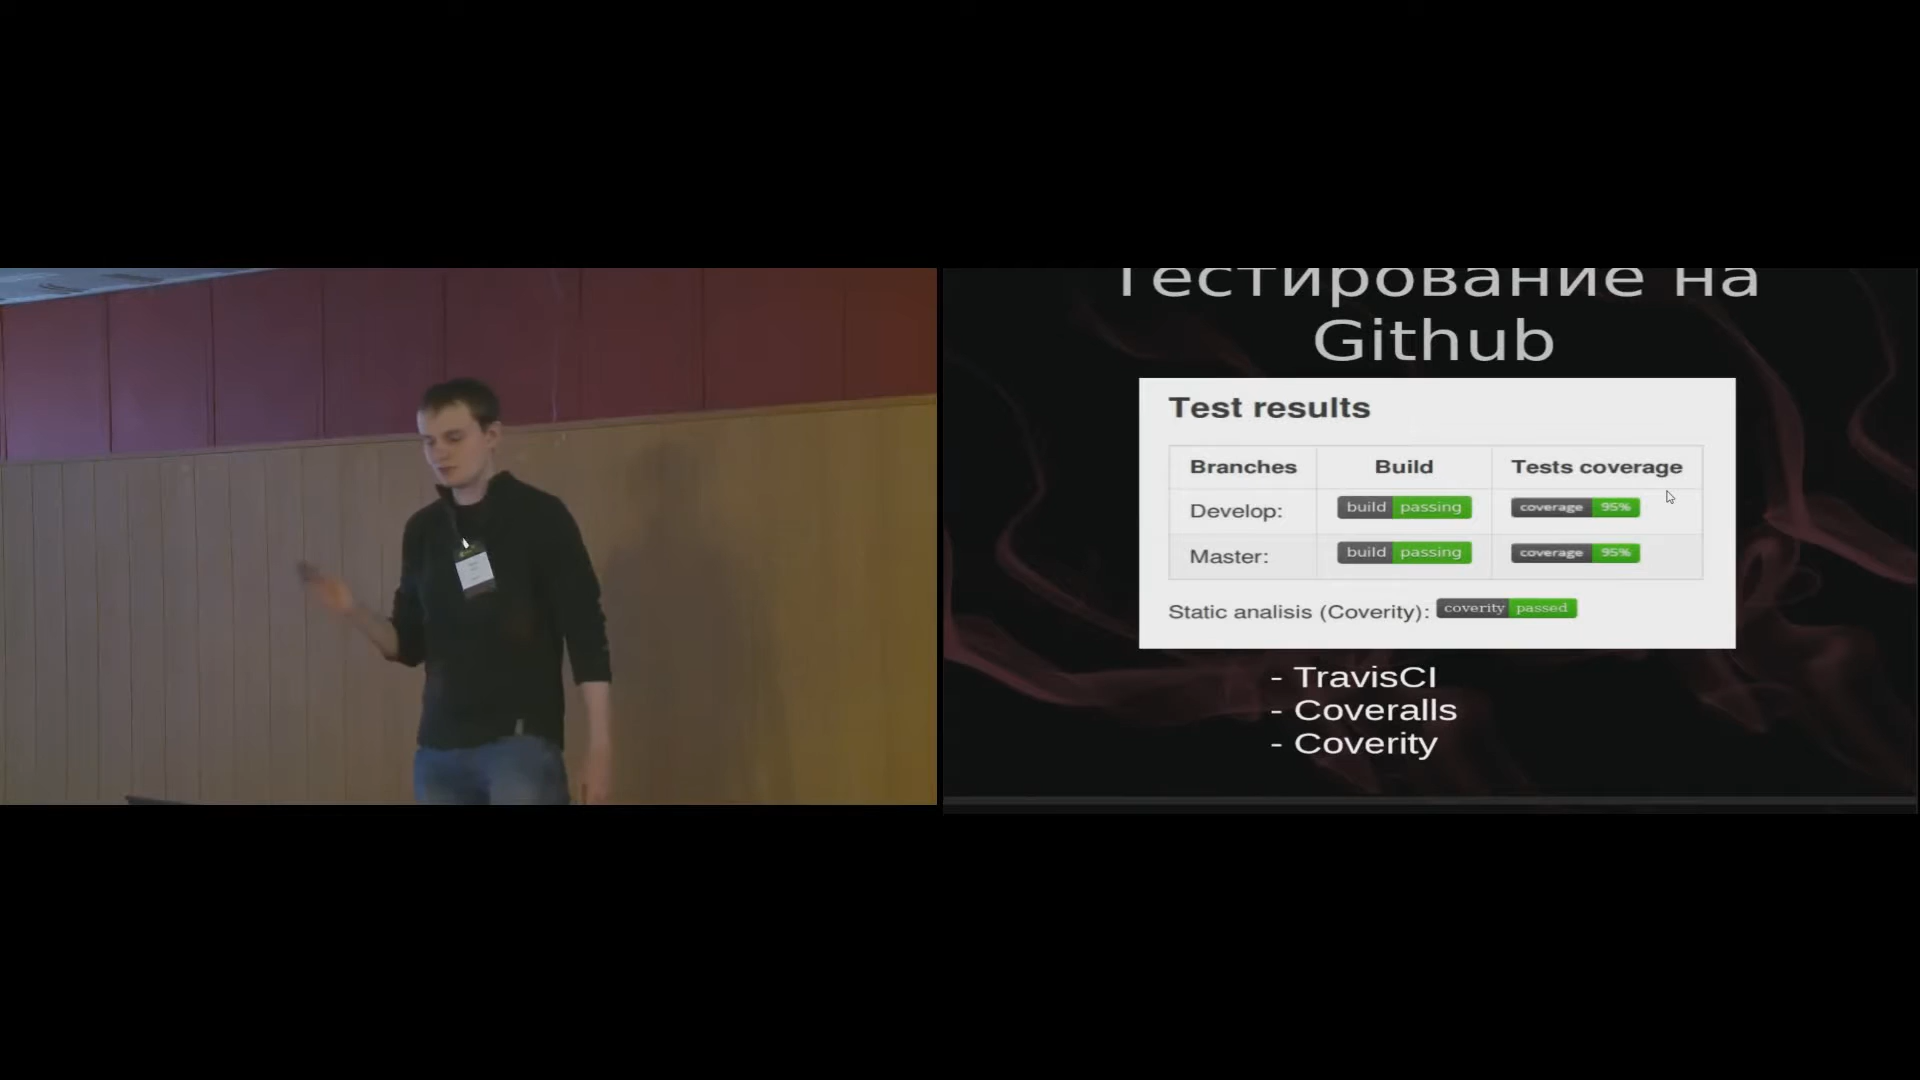 Тестирование на
Github
Test results
Branches Build Tests coverage
Develop: build passing coverage 95%
Master: build passing coverage 95%
Static analisis (Coverity): coverity passed
- TravisCI
- Coveralls
- Coverity